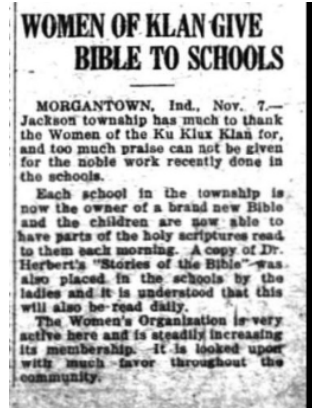 WOMEN OF KLAN GIVE
BIBLE TO SCHOOLS
MORGANTOWN, Ind., Nov. 7.—
Jackson township has much to thank
the Women of the Ku Klux Klan for,
and too much praise can not be given
for the noble work recently done in
the schools.
Each school in the township is
now the owner of a brand new Bible
and the children are now able to
have parts of the holy scriptures read
to them each morning. A copy of Dr.
Herbert's "Stories of the Bible" was
also placed in the schools by the
ladies and it is understood that this
will also be read daily.
The Women's Organization is very
active here and is steadily increasing
its membership. It is looked upon
with much favor throughout the
community.